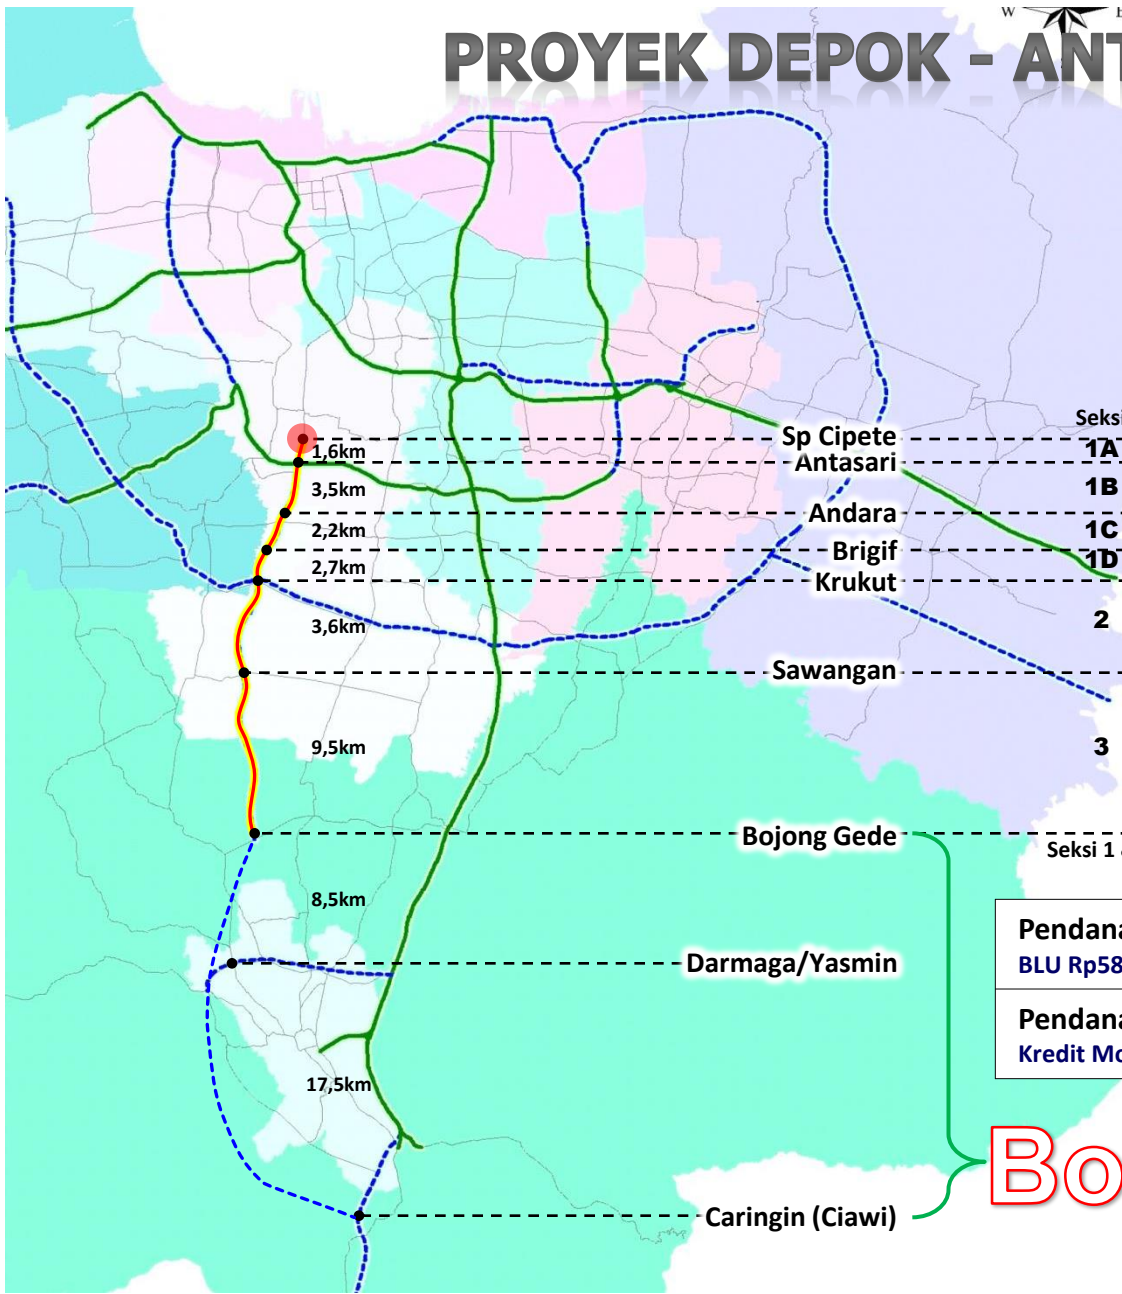 W E
PROYEK DEPOK - ANT
Seksi
Sp Cipete
1A
1,6km
Antasari
3,5km
1B
Andara
2,2km
1C
Brigif
1D
2,7km
Krukut
3,6km
2
Sawangan
9,5km
3
Bojong Gede
Seksi 1
8,5km
Pendana
BLU Rp58
Darmaga/Yasmin
Pendana
Kredit Mo
17,5km
Bo
Caringin (Ciawi)